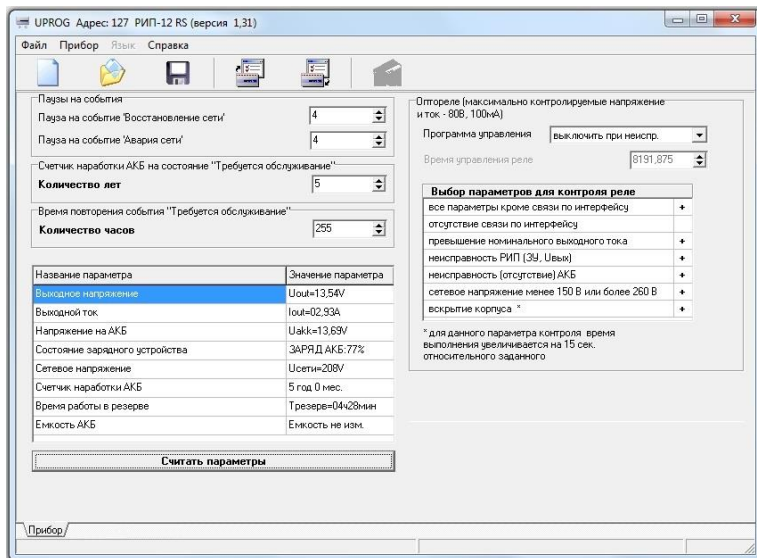 UPROG Адрес: 127 РИП-12 RS (версия 1,31)
Файл Прибор Язык Справка
Паузы на события
Пауза на событие 'Восстановление сети' 4
Пауза на событие 'Авария сети' 4
Счетчик наработки АКБ на состояние "Требуется обслуживание"
Количество лет 5
Время повторения события "Требуется обслуживание"
Количество часов 255
Название параметра Значение параметра
Выходное напряжение Uout=13,54V
Выходной ток Iout=02,93A
Напряжение на АКБ Uakk=13,69V
Состояние зарядного устройства ЗАРЯД АКБ:77%
Сетевое напряжение Uсети=208V
Счетчик наработки АКБ 5 год 0 мес.
Время работы в резерве Трезерв=04ч28мин
Емкость АКБ Емкость не изм.
Считать параметры
Оптореле (максимально контролируемые напряжение
и ток - 80В, 100мА)
Программа управления выключить при неиспр.
Время управления реле 8191,875
Выбор параметров для контроля реле
все параметры кроме связи по интерфейсу +
отсутствие связи по интерфейсу
превышение номинального выходного тока +
неисправность РИП (ЗУ, Uвых) +
неисправность (отсутствие) АКБ +
сетевое напряжение менее 150 В или более 260 В +
вскрытие корпуса * +
* для данного параметра контроля время
выполнения увеличивается на 15 сек.
относительного заданного
Прибор